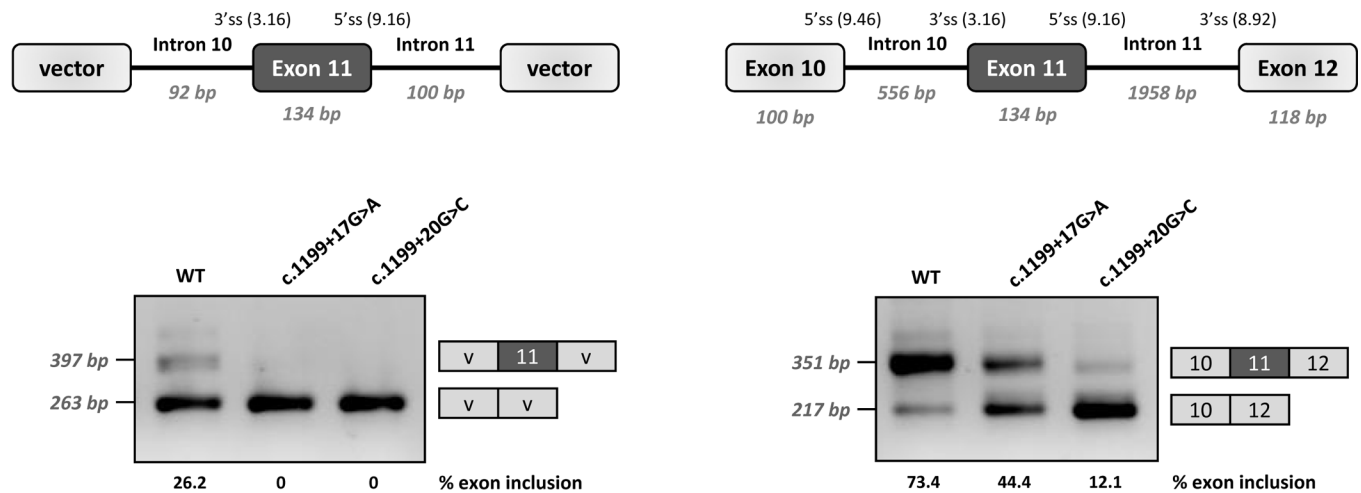 3'ss (3.16) 5'ss (9.16)
Intron 10 Intron 11
vector Exon 11 vector
92 bp 100 bp
134 bp
WT c.1199+17G>A c.1199+20G>C
397 bp v 11 v
263 bp v v
26.2 0 0 % exon inclusion
5'ss (9.46) 3'ss (3.16) 5'ss (9.16) 3'ss (8.92)
Intron 10 Intron 11
Exon 10 Exon 11 Exon 12
556 bp 1958 bp
100 bp 134 bp 118 bp
WT c.1199+17G>A c.1199+20G>C
351 bp 10 11 12
217 bp 10 12
73.4 44.4 12.1 % exon inclusion